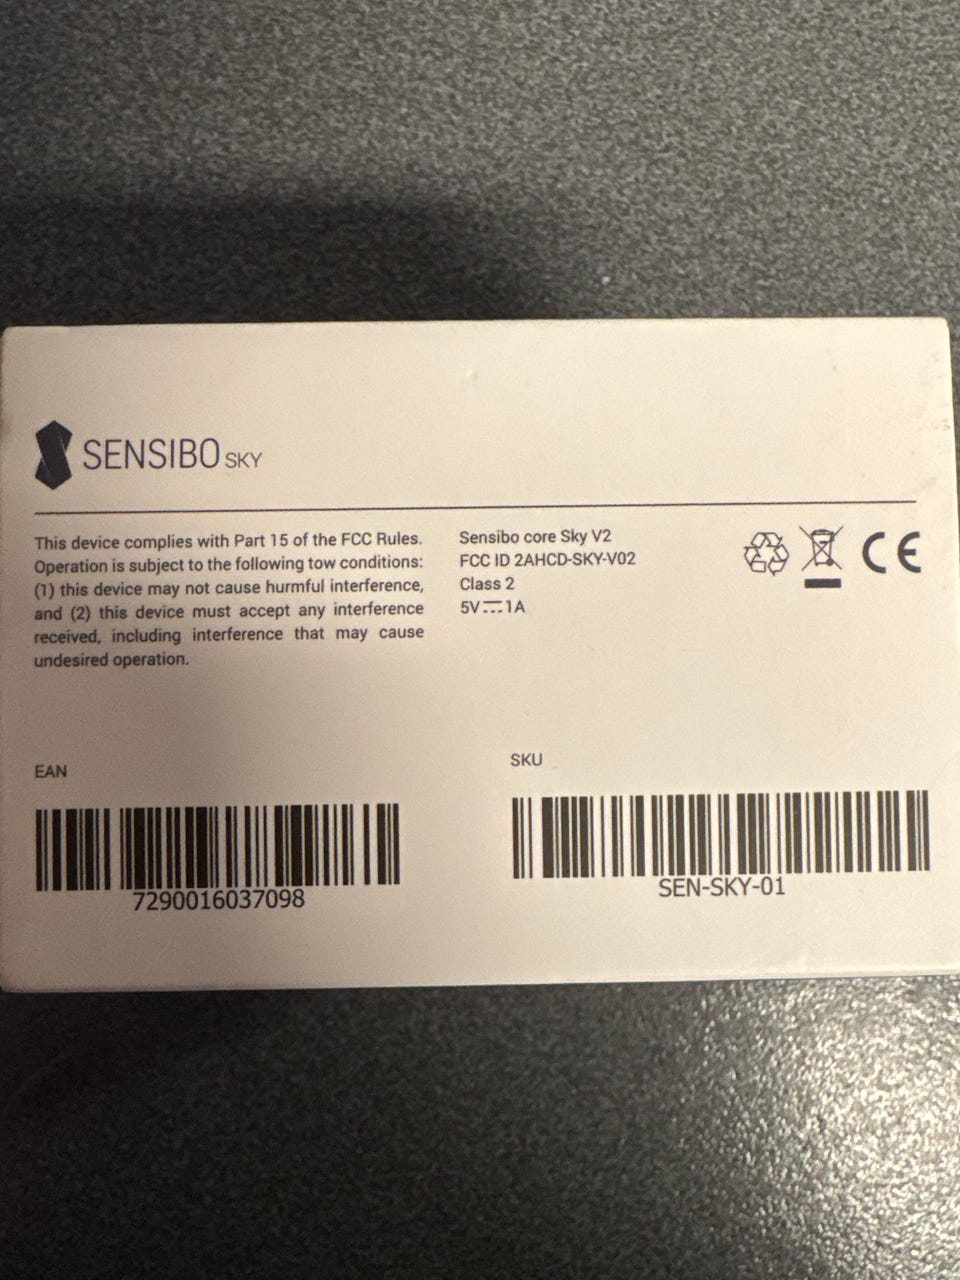 SENSIBO SKY
This device complies with Part 15 of the FCC Rules.
Operation is subject to the following tow conditions:
(1) this device may not cause hurmful interference,
and (2) this device must accept any interference
received, including interference that may cause
undesired operation.
Sensibo core Sky V2
FCC ID 2AHCD-SKY-V02
Class 2
5V⎓1A
CE
EAN
7290016037098
SKU
SEN-SKY-01